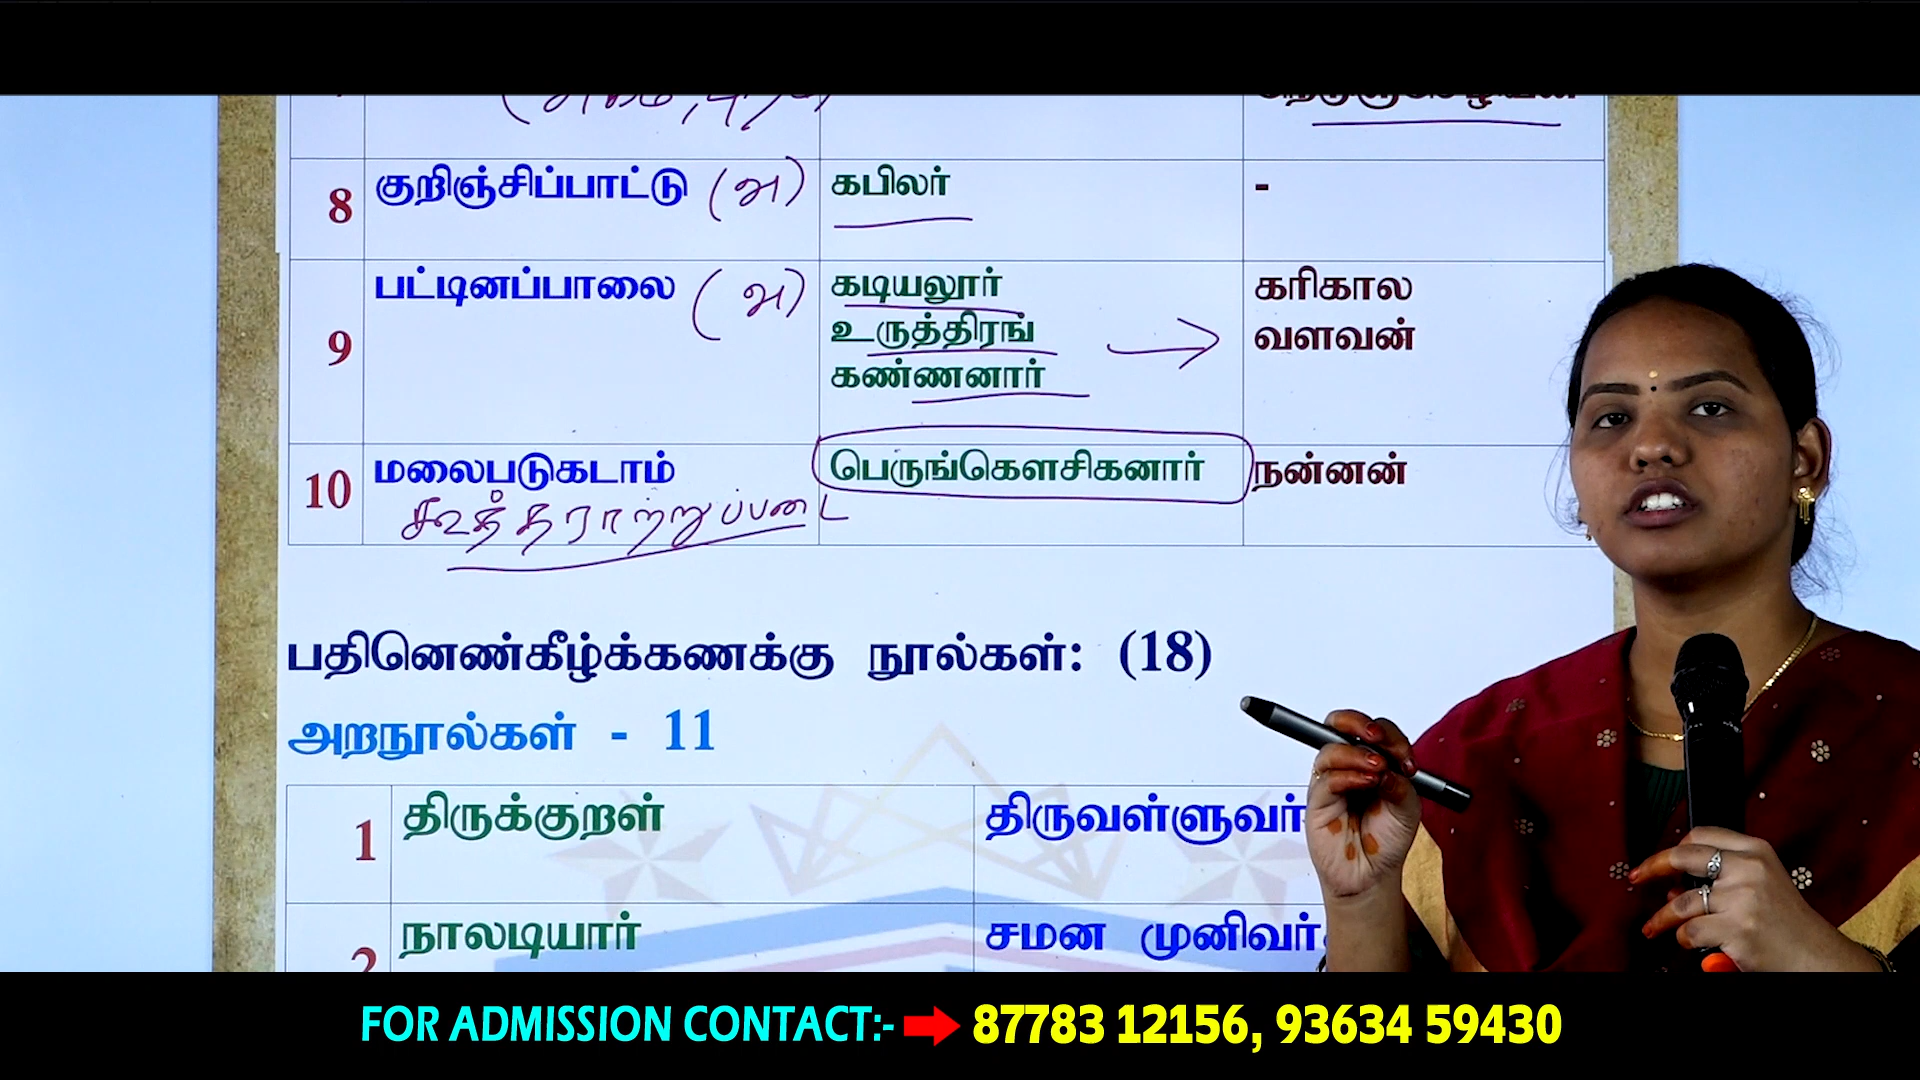 8 குறிஞ்சிப்பாட்டு (அ) கபிலர் -
பட்டினப்பாலை (அ) கடியலூர் கரிகால
உருத்திரங் வளவன்
9
கண்ணனார்
மலைபடுகடாம் பெருங்கௌசிகனார் நன்னன்
10
கூத்தராற்றுப்படை
பதினெண்கீழ்க்கணக்கு நூல்கள்: (18)
அறநூல்கள் - 11
1 திருக்குறள் திருவள்ளுவர்
2 நாலடியார் சமன
FOR ADMISSION CONTACT:- 87783 12156, 93634 59430